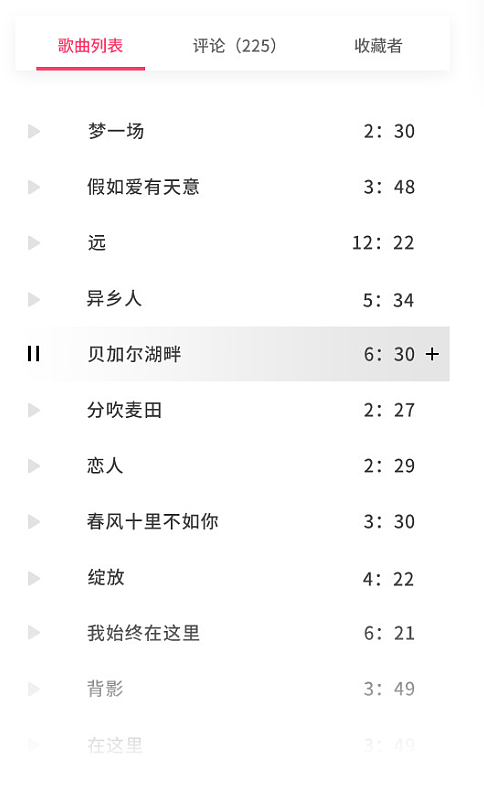 歌曲列表 评论（225） 收藏者
梦一场 2：30
假如爱有天意 3：48
远 12：22
异乡人 5：34
贝加尔湖畔 6：30 +
分吹麦田 2：27
恋人 2：29
春风十里不如你 3：30
绽放 4：22
我始终在这里 6：21
背影 3：49
在这里 3：49